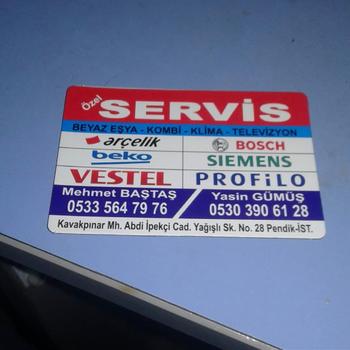 Özel SERVİS
BEYAZ EŞYA - KOMBİ - KLİMA - TELEVİZYON
arçelik BOSCH
beko SIEMENS
VESTEL PROFiLO
Mehmet BAŞTAŞ Yasin GÜMÜŞ
0533 564 79 76 0530 390 61 28
Kavakpınar Mh. Abdi İpekçi Cad. Yağışlı Sk. No. 28 Pendik-İST.